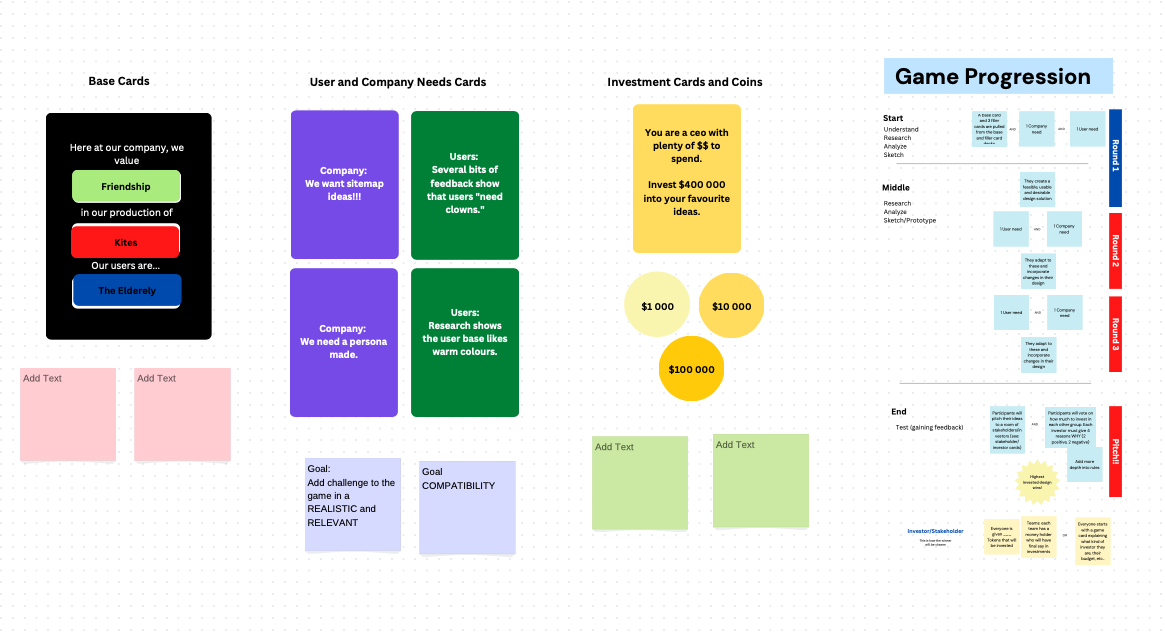 Base Cards
Here at our company, we
value
Friendship
in our production of
Kites
Our users are...
The Elderely
Add Text
Add Text
User and Company Needs Cards
Company:
We want sitemap
ideas!!!
Users:
Several bits of
feedback show
that users "need
clowns."
Company:
We need a persona
made.
Users:
Research shows
the user base likes
warm colours.
Goal:
Add challenge to the
game in a
REALISTIC and
RELEVANT
Goal
COMPATIBILITY
Investment Cards and Coins
You are a ceo with
plenty of $$ to
spend.
Invest $400 000
into your favourite
ideas.
$1 000
$10 000
$100 000
Add Text
Add Text
Game Progression
Start
Understand
Research
Analyze
Sketch
A base card
and 3 filler
cards are pulled
from the base
and filler card
AND
1 Company
need
AND
1 User need
Round 1
Middle
Research
Analyze
Sketch/Prototype
They create a
feasible, usable
and desirable
design solution
1 User need
AND
1 Company
need
They adapt to
these and
incorporate
changes in their
design
Round 2
1 User need
AND
1 Company
need
They adapt to
these and
incorporate
changes in their
design
Round 3
End
Test (gaining feedback)
Participants will
pitch their ideas
to a room of
stakeholders/in
vestors (see
stakeholder/
investor cards)
AND
Participants will vote on
how much to invest in
each other group. Each
investor must give 4
reasons WHY (2
positive, 2 negative)
Add more
depth into rules
Highest
invested design
wins!
Pitch!!
Investor/Stakeholder
This is how the winner
will be chosen
Everyone is
given ......
Tokens that will
be invested
Teams: each
team has a
money holder
who will have
final say in
investments
OR
Everyone starts
with a game
card explaining
what kind of
investor they
are, their
budget, etc.